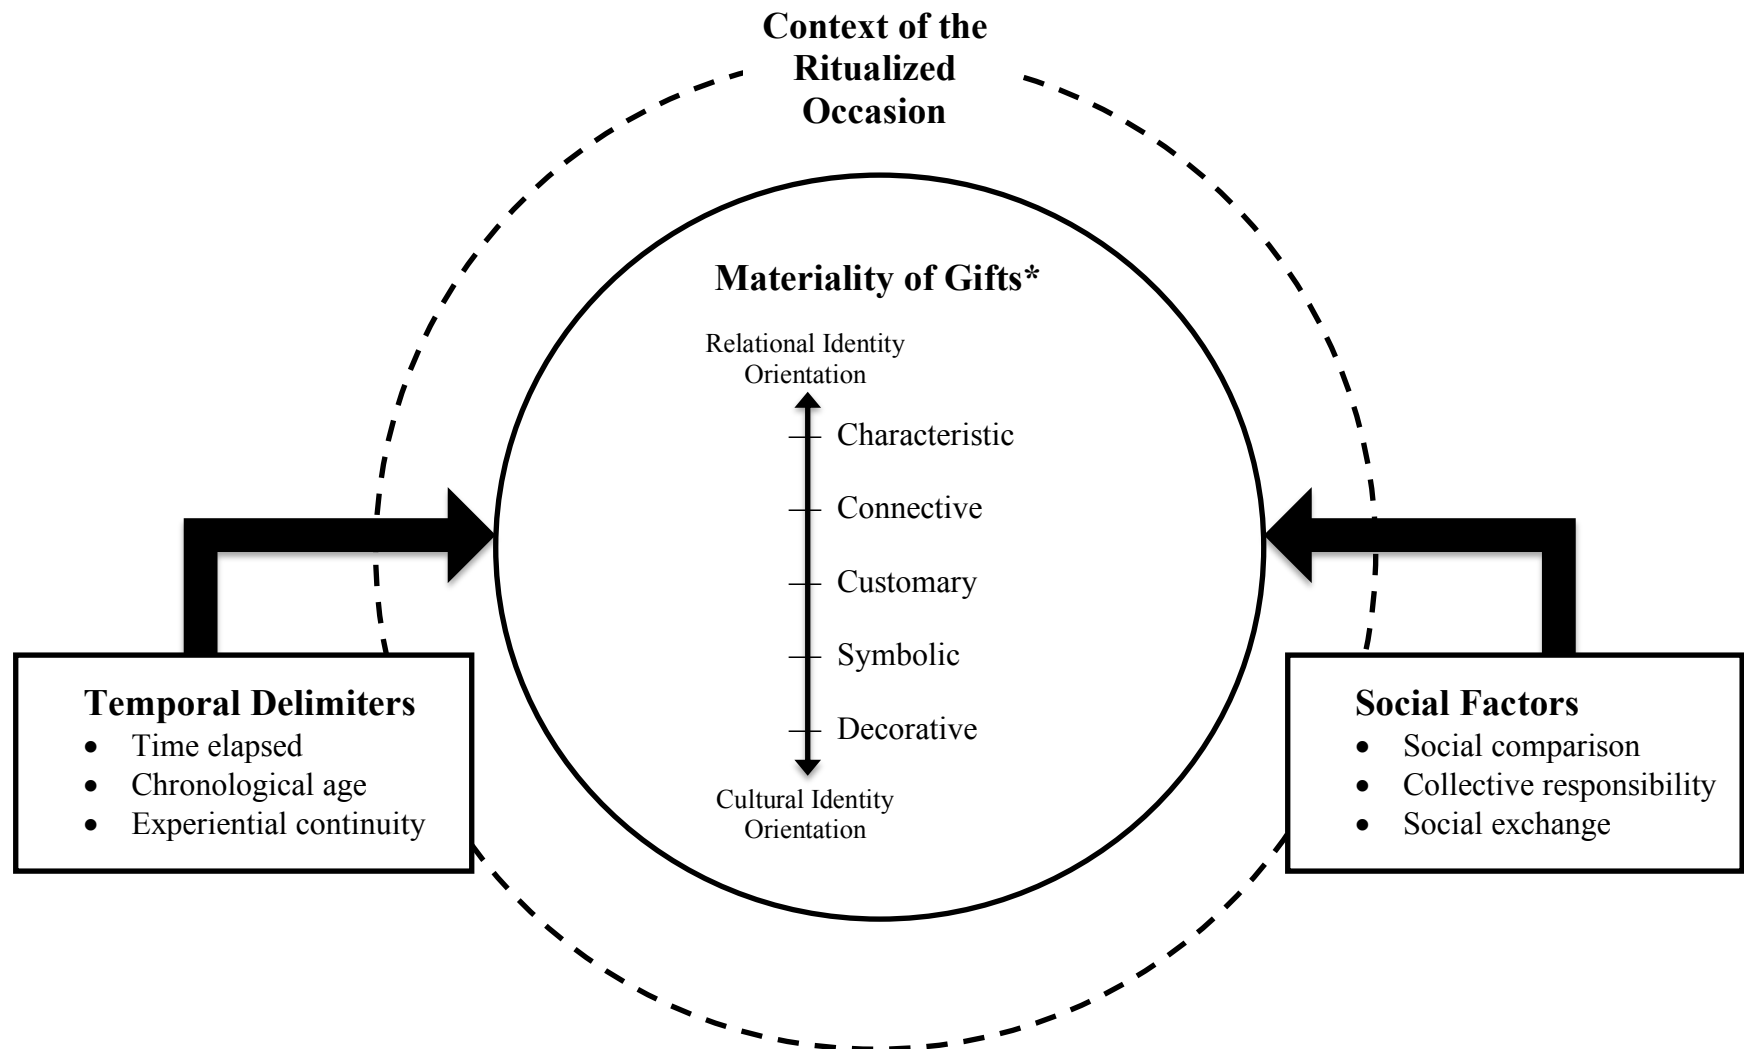 Context of the
Ritualized
Occasion
Materiality of Gifts*
Relational Identity
Orientation
Characteristic
Connective
Customary
Symbolic
Decorative
Cultural Identity
Orientation
Temporal Delimiters
• Time elapsed
• Chronological age
• Experiential continuity
Social Factors
• Social comparison
• Collective responsibility
• Social exchange